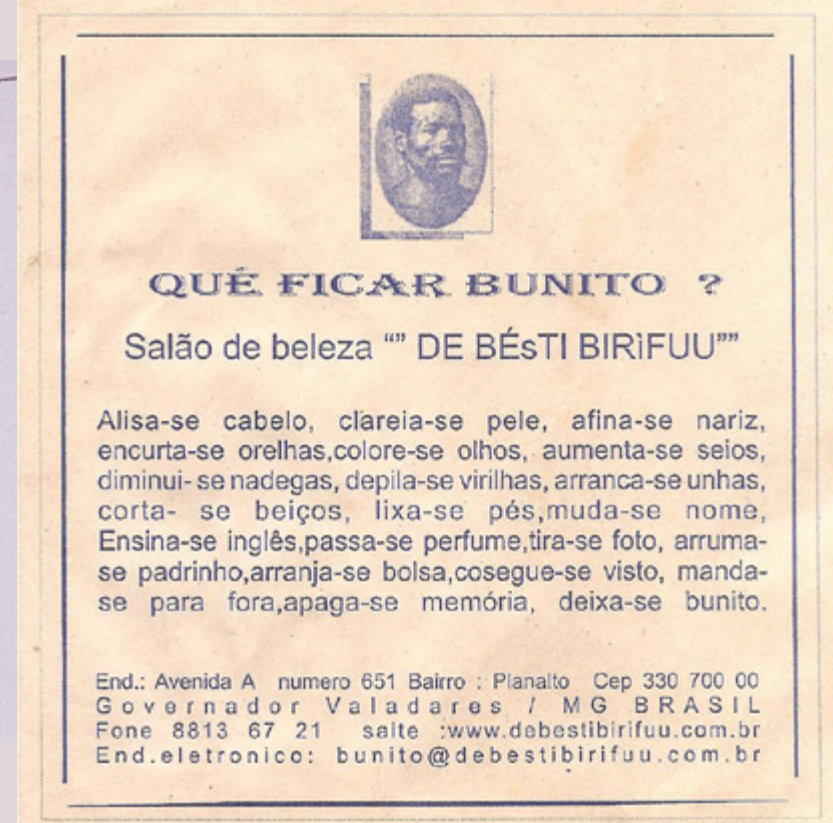 QUÉ FICAR BUNITO ?
Salão de beleza “” DE BÉsTI BIRìFUU””
Alisa-se cabelo, clareia-se pele, afina-se nariz,
encurta-se orelhas,colore-se olhos, aumenta-se seios,
diminui- se nadegas, depila-se virilhas, arranca-se unhas,
corta- se beiços, lixa-se pés,muda-se nome,
Ensina-se inglês,passa-se perfume,tira-se foto, arruma-
se padrinho,arranja-se bolsa,cosegue-se visto, manda-
se para fora,apaga-se memória, deixa-se bunito.
End.: Avenida A numero 651 Bairro : Planalto Cep 330 700 00
Governador Valadares / MG BRASIL
Fone 8813 67 21 saite :www.debestibirifuu.com.br
End.eletronico: bunito@debestibirifuu.com.br